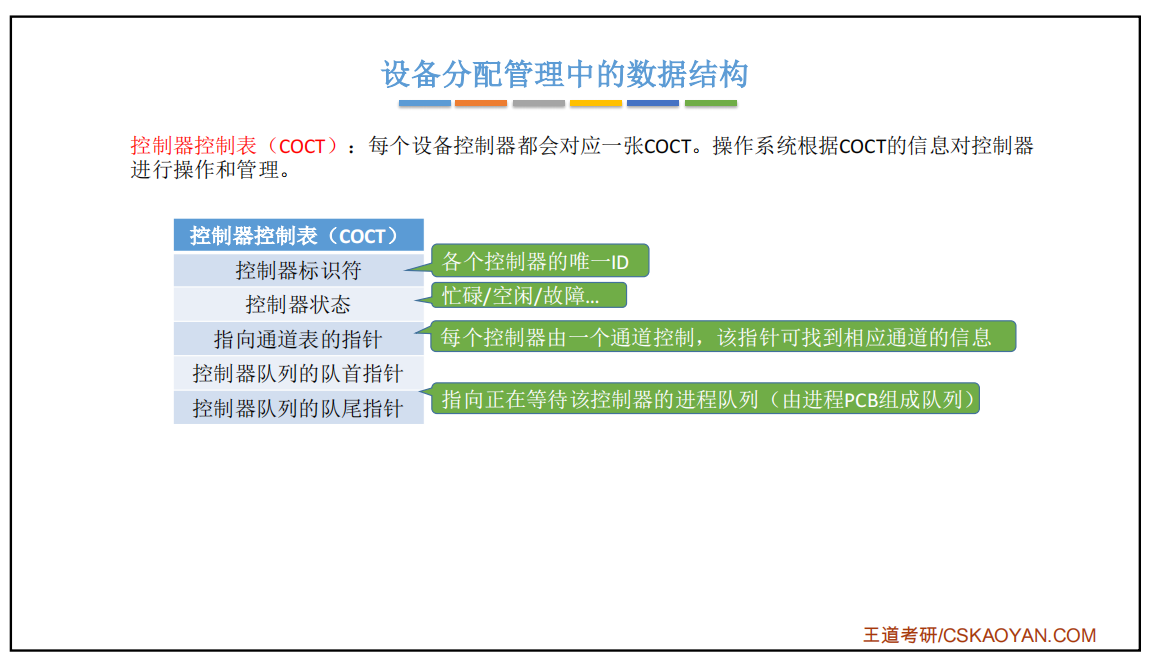 设备分配管理中的数据结构
控制器控制表（COCT）：每个设备控制器都会对应一张COCT。操作系统根据COCT的信息对控制器
进行操作和管理。
控制器控制表（COCT）
控制器标识符
各个控制器的唯一ID
控制器状态
忙碌/空闲/故障...
指向通道表的指针
每个控制器由一个通道控制，该指针可找到相应通道的信息
控制器队列的队首指针
控制器队列的队尾指针
指向正在等待该控制器的进程队列（由进程PCB组成队列）
王道考研/CSKAOYAN.COM